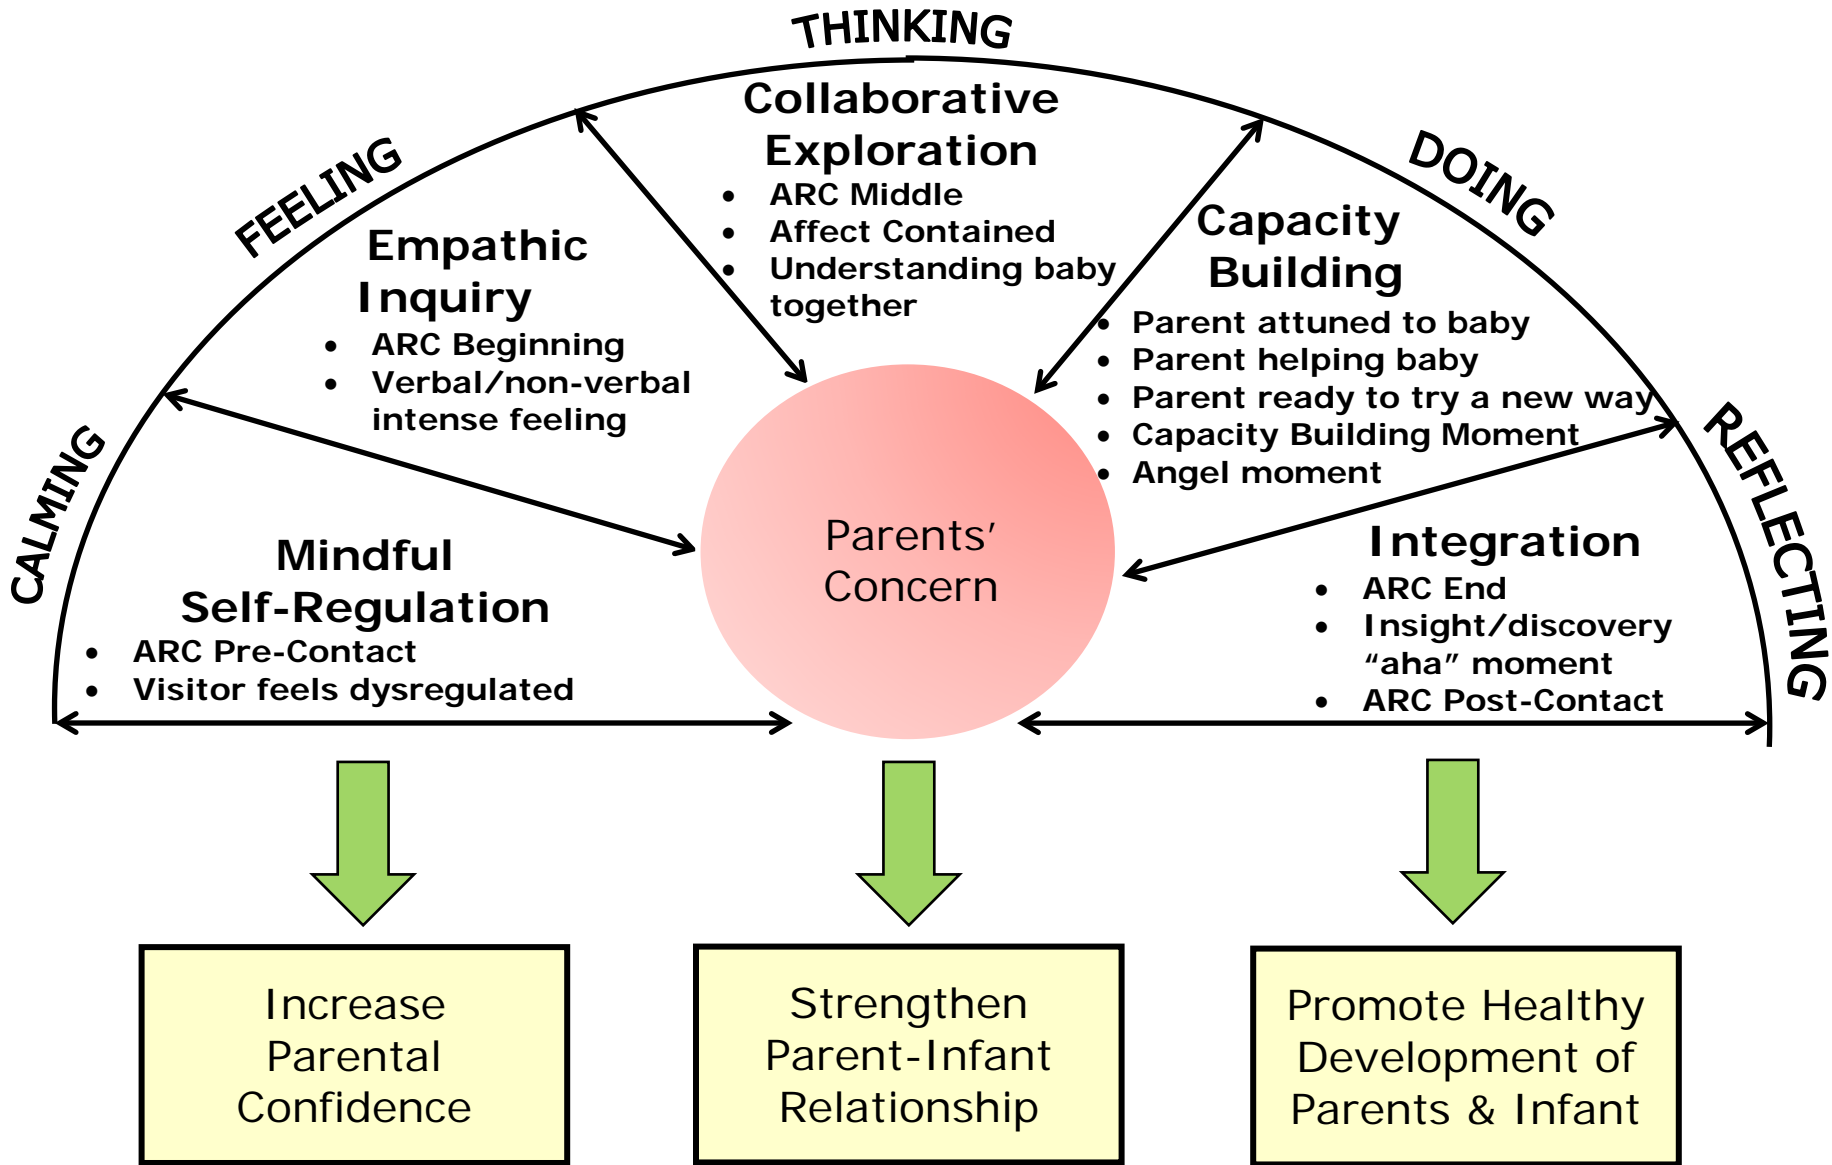 THINKING
FEELING
DOING
CALMING
REFLECTING
Collaborative
Exploration
• ARC Middle
• Affect Contained
• Understanding baby
together
Empathic
Inquiry
• ARC Beginning
• Verbal/non-verbal
intense feeling
Capacity
Building
• Parent attuned to baby
• Parent helping baby
• Parent ready to try a new way
• Capacity Building Moment
• Angel moment
Mindful
Self-Regulation
• ARC Pre-Contact
• Visitor feels dysregulated
Parents’
Concern
Integration
• ARC End
• Insight/discovery
“aha” moment
• ARC Post-Contact
Increase
Parental
Confidence
Strengthen
Parent-Infant
Relationship
Promote Healthy
Development of
Parents & Infant